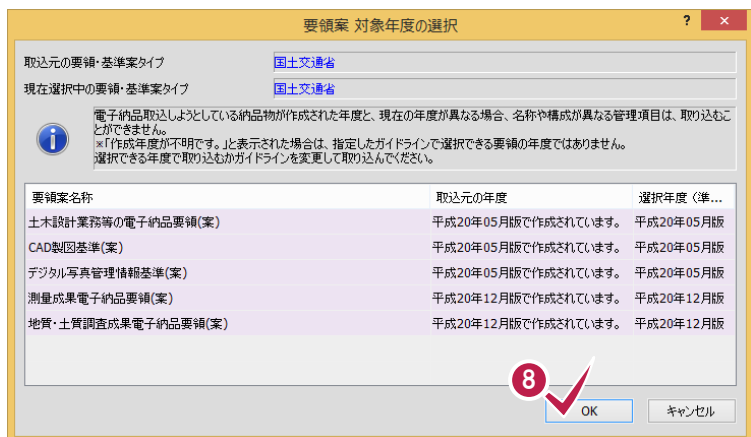 要領案 対象年度の選択
? ×
取込元の要領・基準案タイプ 国土交通省
現在選択中の要領・基準案タイプ 国土交通省
電子納品取込しようとしている納品物が作成された年度と、現在の年度が異なる場合、名称や構成が異なる管理項目は、取り込むこ
とができません。
※「作成年度が不明です。」と表示された場合は、指定したガイドラインで選択できる要領の年度ではありません。
選択できる年度で取り込むかガイドラインを変更して取り込んでください。
要領案名称 取込元の年度 選択年度（準...
土木設計業務等の電子納品要領(案) 平成20年05月版で作成されています。 平成20年05月版
CAD製図基準(案) 平成20年05月版で作成されています。 平成20年05月版
デジタル写真管理情報基準(案) 平成20年05月版で作成されています。 平成20年05月版
測量成果電子納品要領(案) 平成20年12月版で作成されています。 平成20年12月版
地質・土質調査成果電子納品要領(案) 平成20年12月版で作成されています。 平成20年12月版
8
OK キャンセル